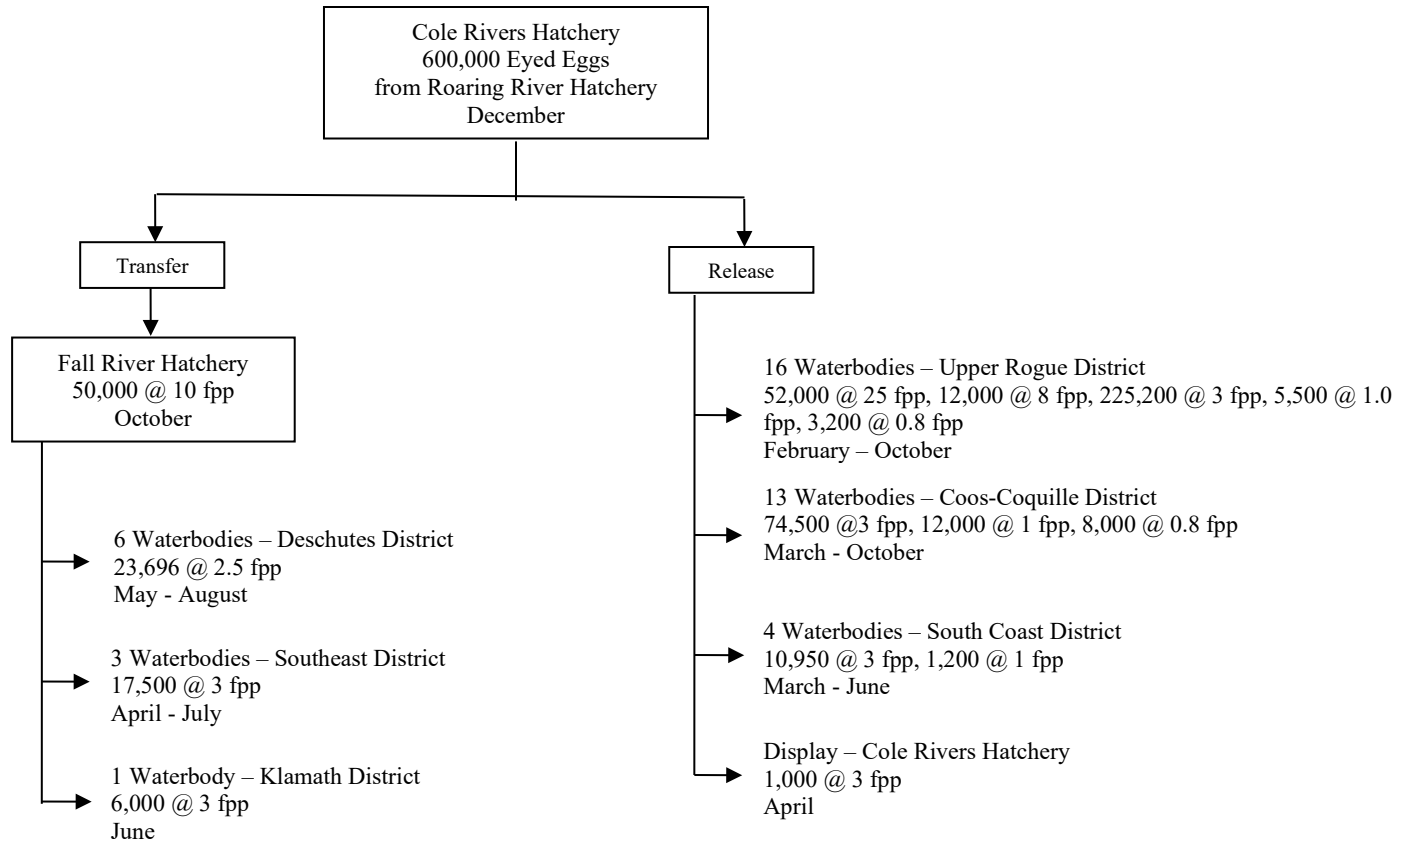 Cole Rivers Hatchery
600,000 Eyed Eggs
from Roaring River Hatchery
December
Transfer
Release
Fall River Hatchery
50,000 @ 10 fpp
October
6 Waterbodies – Deschutes District
23,696 @ 2.5 fpp
May - August
3 Waterbodies – Southeast District
17,500 @ 3 fpp
April - July
1 Waterbody – Klamath District
6,000 @ 3 fpp
June
16 Waterbodies – Upper Rogue District
52,000 @ 25 fpp, 12,000 @ 8 fpp, 225,200 @ 3 fpp, 5,500 @ 1.0
fpp, 3,200 @ 0.8 fpp
February – October
13 Waterbodies – Coos-Coquille District
74,500 @3 fpp, 12,000 @ 1 fpp, 8,000 @ 0.8 fpp
March - October
4 Waterbodies – South Coast District
10,950 @ 3 fpp, 1,200 @ 1 fpp
March - June
Display – Cole Rivers Hatchery
1,000 @ 3 fpp
April